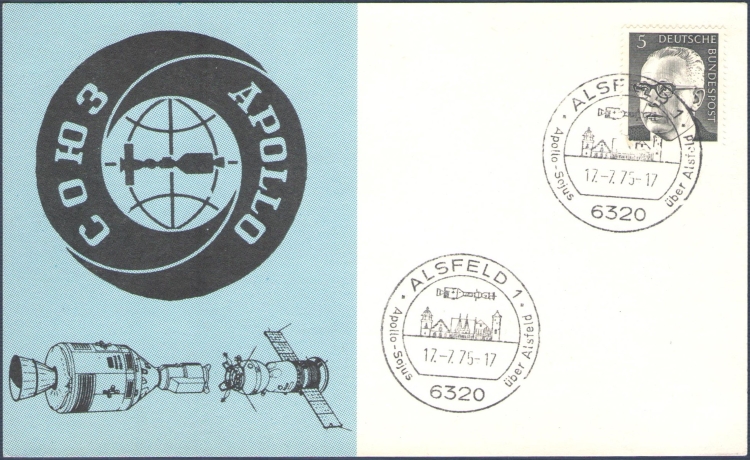 СОЮЗ
APOLLO
5 DEUTSCHE
BUNDESPOST
ALSFELD 1
Apollo-Sojus
über Alsfeld
17.-7.75-17
6320
ALSFELD 1
Apollo-Sojus
über Alsfeld
17.-7.75-17
6320